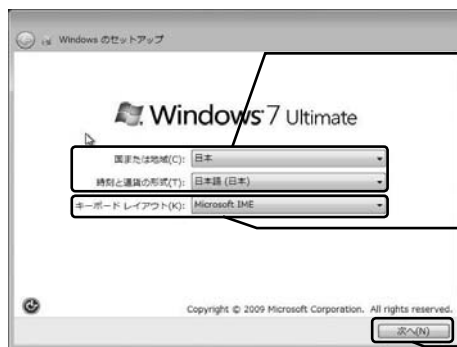 Windows のセットアップ
Windows 7 Ultimate
国または地域(C): 日本
時刻と通貨の形式(T): 日本語 (日本)
キーボード レイアウト(K): Microsoft IME
Copyright © 2009 Microsoft Corporation. All rights reserved.
次へ(N)